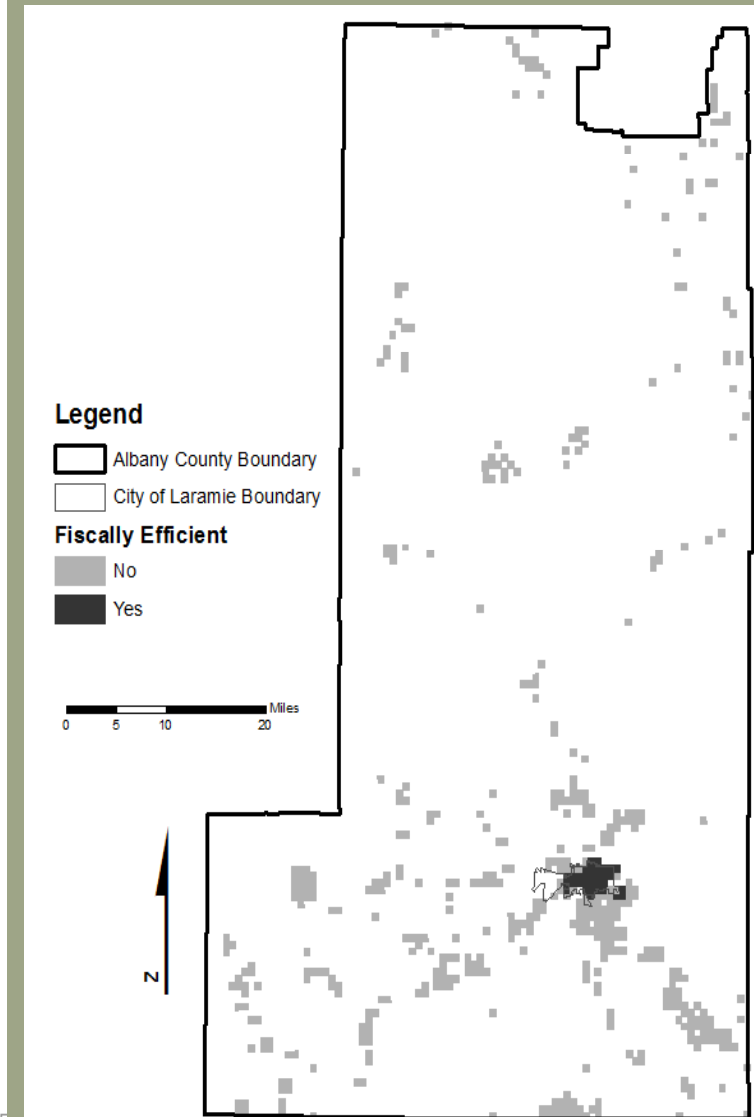 Legend
Albany County Boundary
City of Laramie Boundary
Fiscally Efficient
No
Yes
Miles
0 5 10 20
N